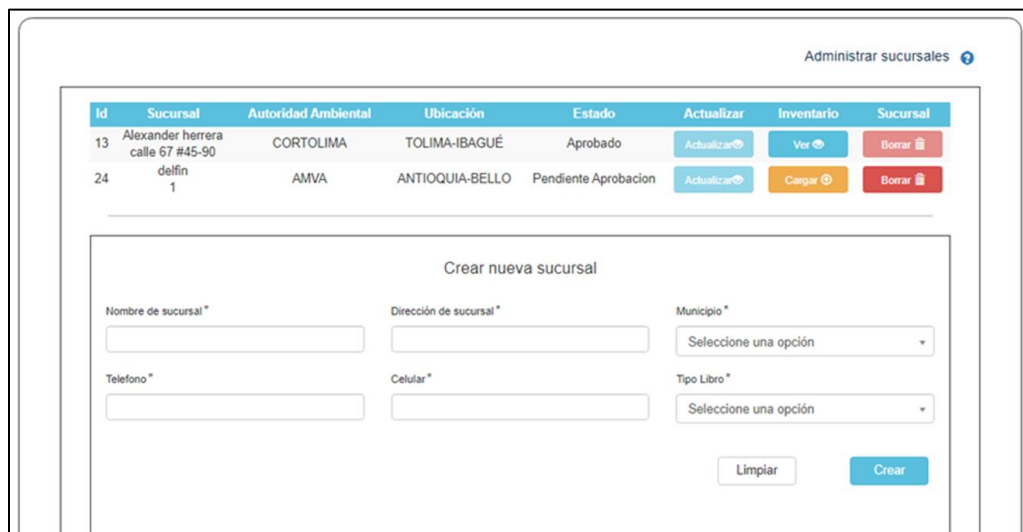 Administrar sucursales
Id Sucursal Autoridad Ambiental Ubicación Estado Actualizar Inventario Sucursal
13 Alexander herrera calle 67 #45-90 CORTOLIMA TOLIMA-IBAGUÉ Aprobado Actualizar Ver Borrar
24 delfin 1 AMVA ANTIOQUIA-BELLO Pendiente Aprobacion Actualizar Cargar Borrar
Crear nueva sucursal
Nombre de sucursal * Dirección de sucursal * Municipio *
Seleccione una opción
Telefono * Celular * Tipo Libro *
Seleccione una opción
Limpiar Crear